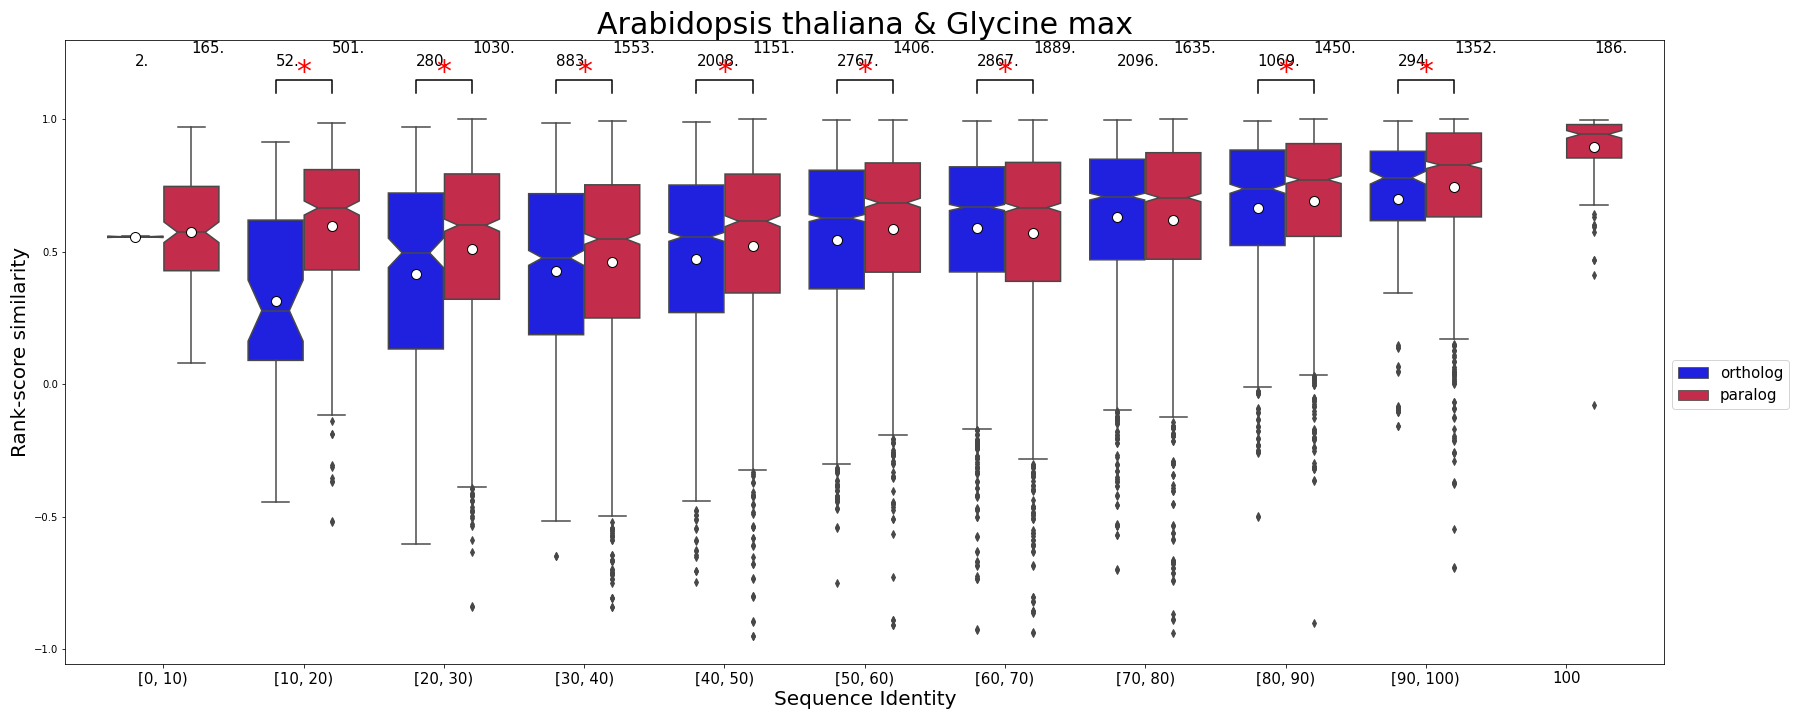 Arabidopsis thaliana & Glycine max
2. 165. 52. 501. 280. 1030. 883. 1553. 2008. 1151. 2767. 1406. 2867. 1889. 2096. 1635. 1069. 1450. 294. 1352. 186.
* * * * * * * *
Rank-score similarity
1.0
0.5
0.0
−0.5
−1.0
ortholog
paralog
[0, 10) [10, 20) [20, 30) [30, 40) [40, 50) [50, 60) [60, 70) [70, 80) [80, 90) [90, 100) 100
Sequence Identity